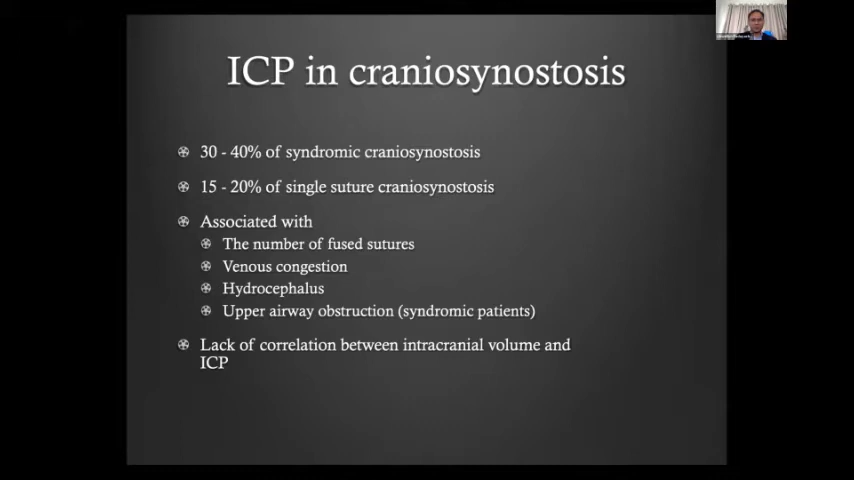 ICP in craniosynostosis
30 - 40% of syndromic craniosynostosis
15 - 20% of single suture craniosynostosis
Associated with
The number of fused sutures
Venous congestion
Hydrocephalus
Upper airway obstruction (syndromic patients)
Lack of correlation between intracranial volume and
ICP